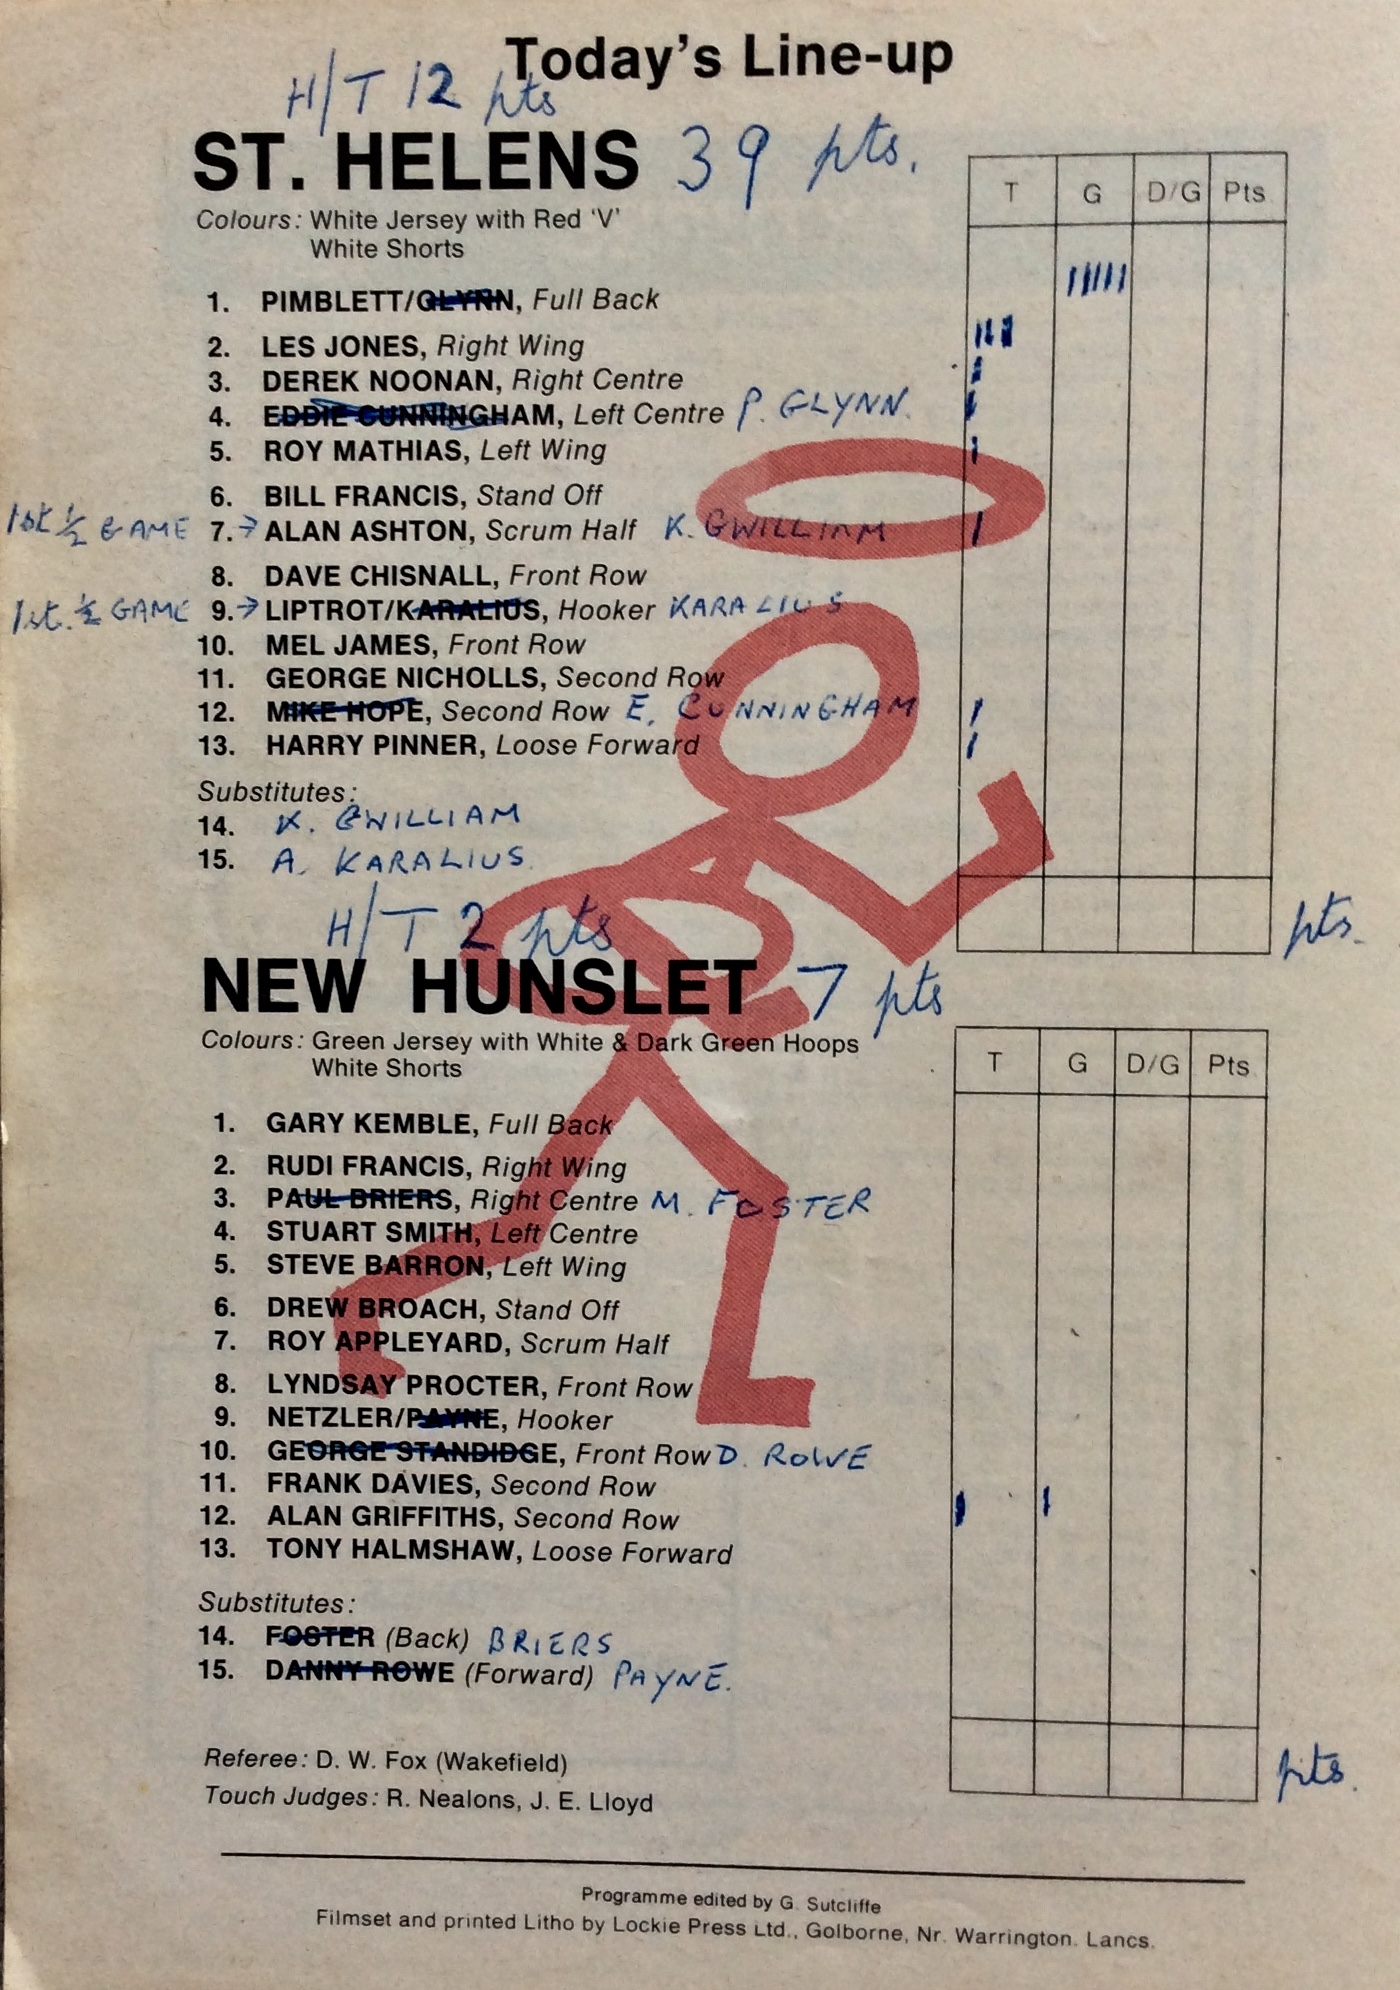 Today's Line-up
H/T 12 pts
ST. HELENS 39 pts.
Colours: White Jersey with Red 'V'
White Shorts
T G D/G Pts
1. PIMBLETT/GLYNN, Full Back
2. LES JONES, Right Wing
3. DEREK NOONAN, Right Centre
4. EDDIE CUNNINGHAM, Left Centre P. GLYNN.
5. ROY MATHIAS, Left Wing
6. BILL FRANCIS, Stand Off
1st ½ GAME 7.→ ALAN ASHTON, Scrum Half K. GWILLIAM
8. DAVE CHISNALL, Front Row
1st. ½ GAME 9.→ LIPTROT/KARALIUS, Hooker KARALIUS
10. MEL JAMES, Front Row
11. GEORGE NICHOLLS, Second Row
12. MIKE HOPE, Second Row E. CUNNINGHAM
13. HARRY PINNER, Loose Forward
Substitutes:
14. K. GWILLIAM
15. A. KARALIUS
pts.
H/T 2 pts
NEW HUNSLET 7 pts
Colours: Green Jersey with White & Dark Green Hoops
White Shorts
T G D/G Pts
1. GARY KEMBLE, Full Back
2. RUDI FRANCIS, Right Wing
3. PAUL BRIERS, Right Centre M. FOSTER
4. STUART SMITH, Left Centre
5. STEVE BARRON, Left Wing
6. DREW BROACH, Stand Off
7. ROY APPLEYARD, Scrum Half
8. LYNDSAY PROCTER, Front Row
9. NETZLER/PAYNE, Hooker
10. GEORGE STANDIDGE, Front Row D. ROWE
11. FRANK DAVIES, Second Row
12. ALAN GRIFFITHS, Second Row
13. TONY HALMSHAW, Loose Forward
Substitutes:
14. FOSTER (Back) BRIERS
15. DANNY ROWE (Forward) PAYNE.
pts.
Referee: D. W. Fox (Wakefield)
Touch Judges: R. Nealons, J. E. Lloyd
Programme edited by G. Sutcliffe
Filmset and printed Litho by Lockie Press Ltd., Golborne, Nr. Warrington. Lancs.